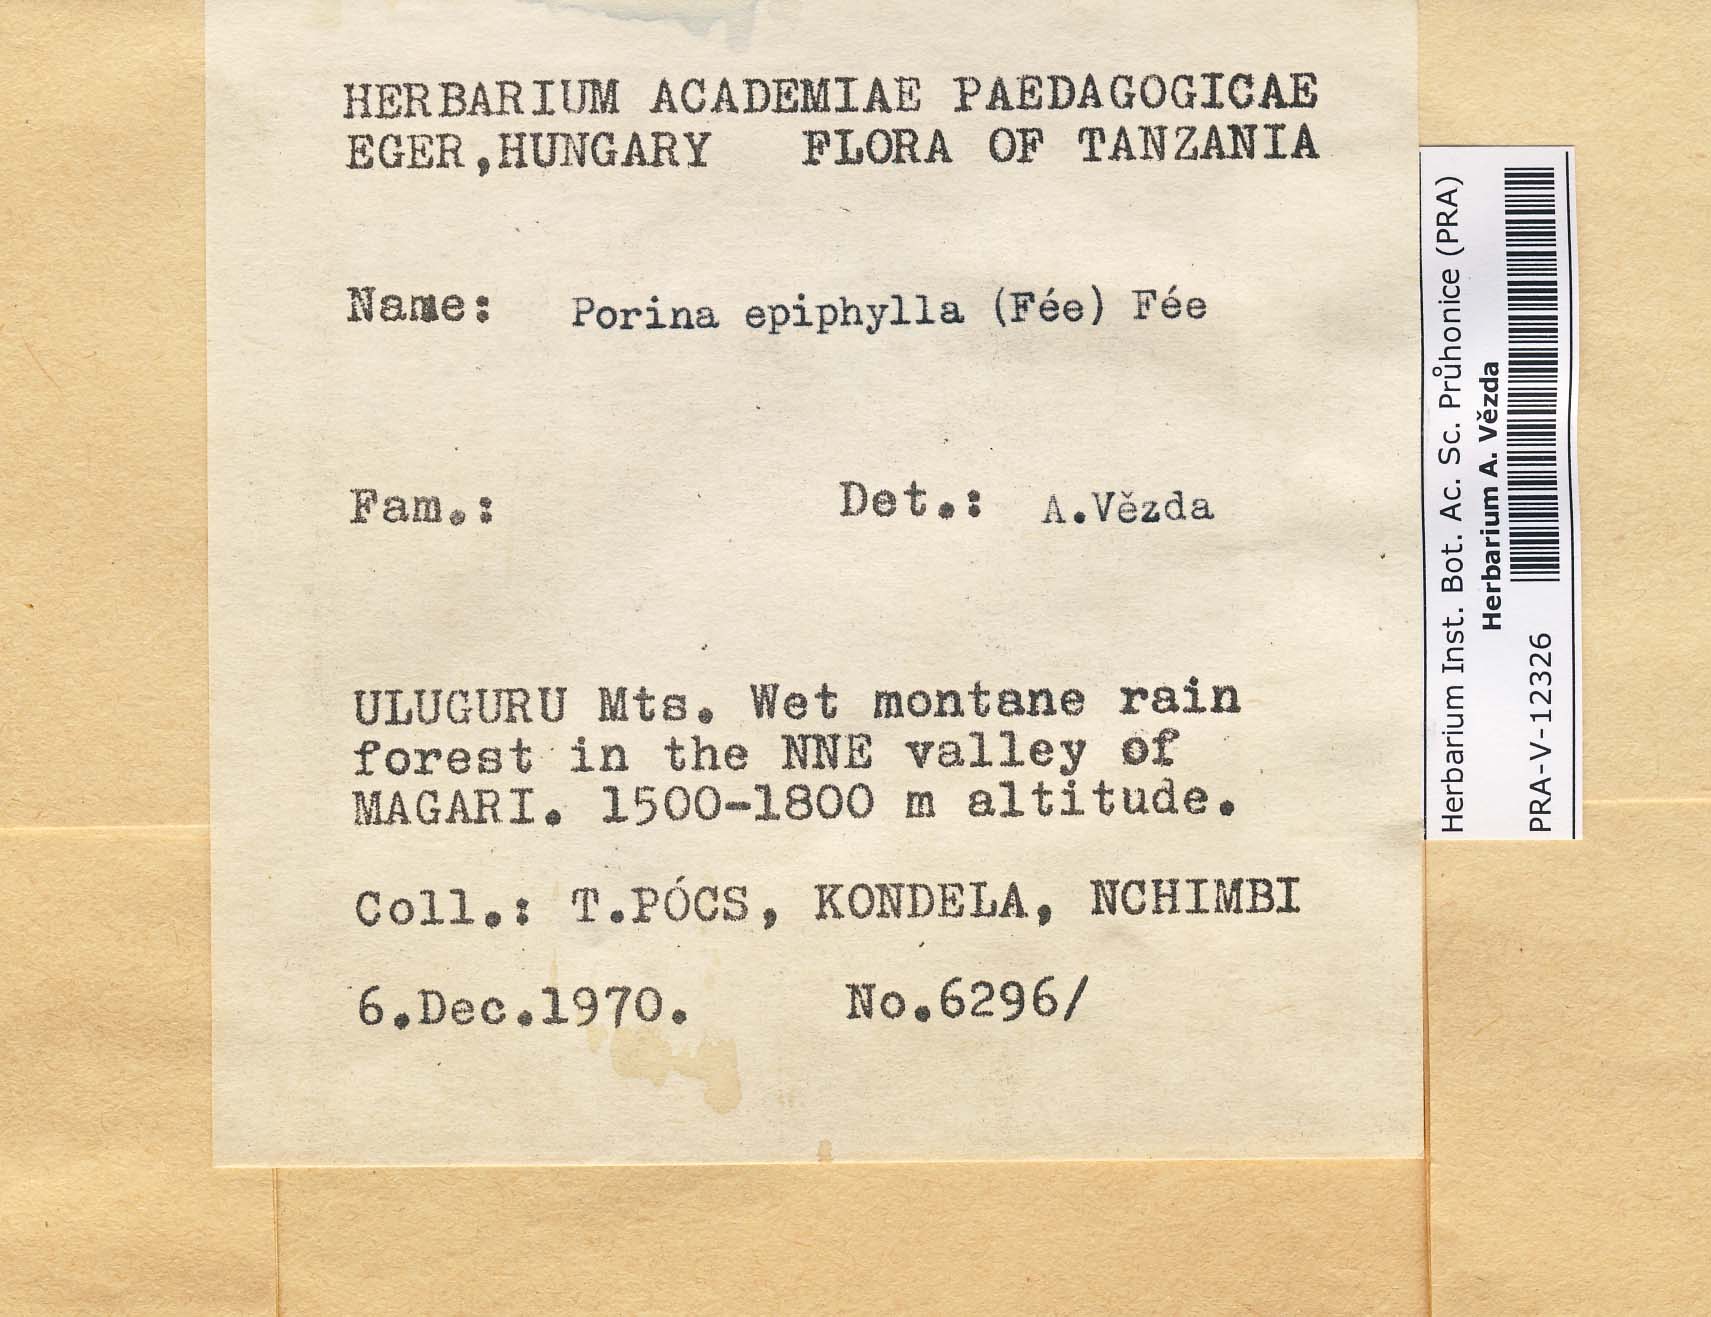 HERBARIUM ACADEMIAE PAEDAGOGICAE
EGER,HUNGARY FLORA OF TANZANIA
Name: Porina epiphylla (Fée) Fée
Fam.: Det.: A.Vězda
ULUGURU Mts. Wet montane rain
forest in the NNE valley of
MAGARI. 1500-1800 m altitude.
Coll.: T.PÓCS, KONDELA, NCHIMBI
6.Dec.1970. No.6296/
Herbarium Inst. Bot. Ac. Sc. Průhonice (PRA)
Herbarium A. Vězda
PRA-V-12326